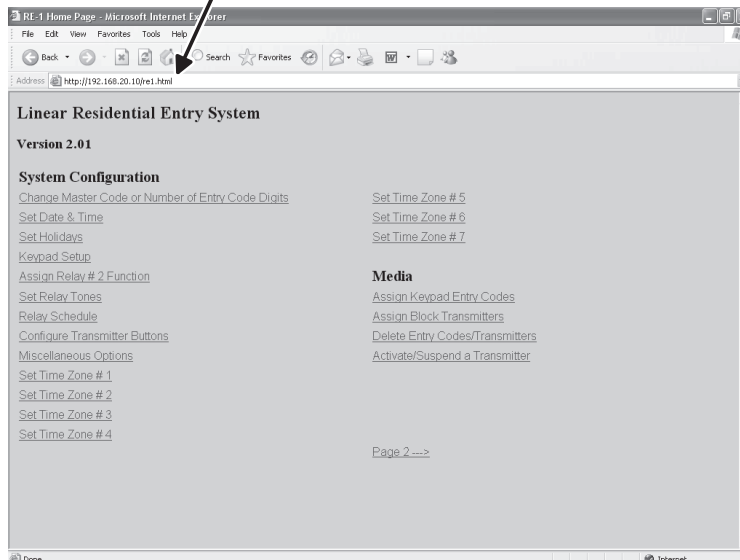 RE-1 Home Page - Microsoft Internet Explorer
File Edit View Favorites Tools Help
Back Search Favorites
Address http://192.168.20.10/re1.html
Linear Residential Entry System
Version 2.01
System Configuration
Change Master Code or Number of Entry Code Digits
Set Date & Time
Set Holidays
Keypad Setup
Assign Relay # 2 Function
Set Relay Tones
Relay Schedule
Configure Transmitter Buttons
Miscellaneous Options
Set Time Zone # 1
Set Time Zone # 2
Set Time Zone # 3
Set Time Zone # 4
Set Time Zone # 5
Set Time Zone # 6
Set Time Zone # 7
Media
Assign Keypad Entry Codes
Assign Block Transmitters
Delete Entry Codes/Transmitters
Activate/Suspend a Transmitter
Page 2 --->
Done Internet